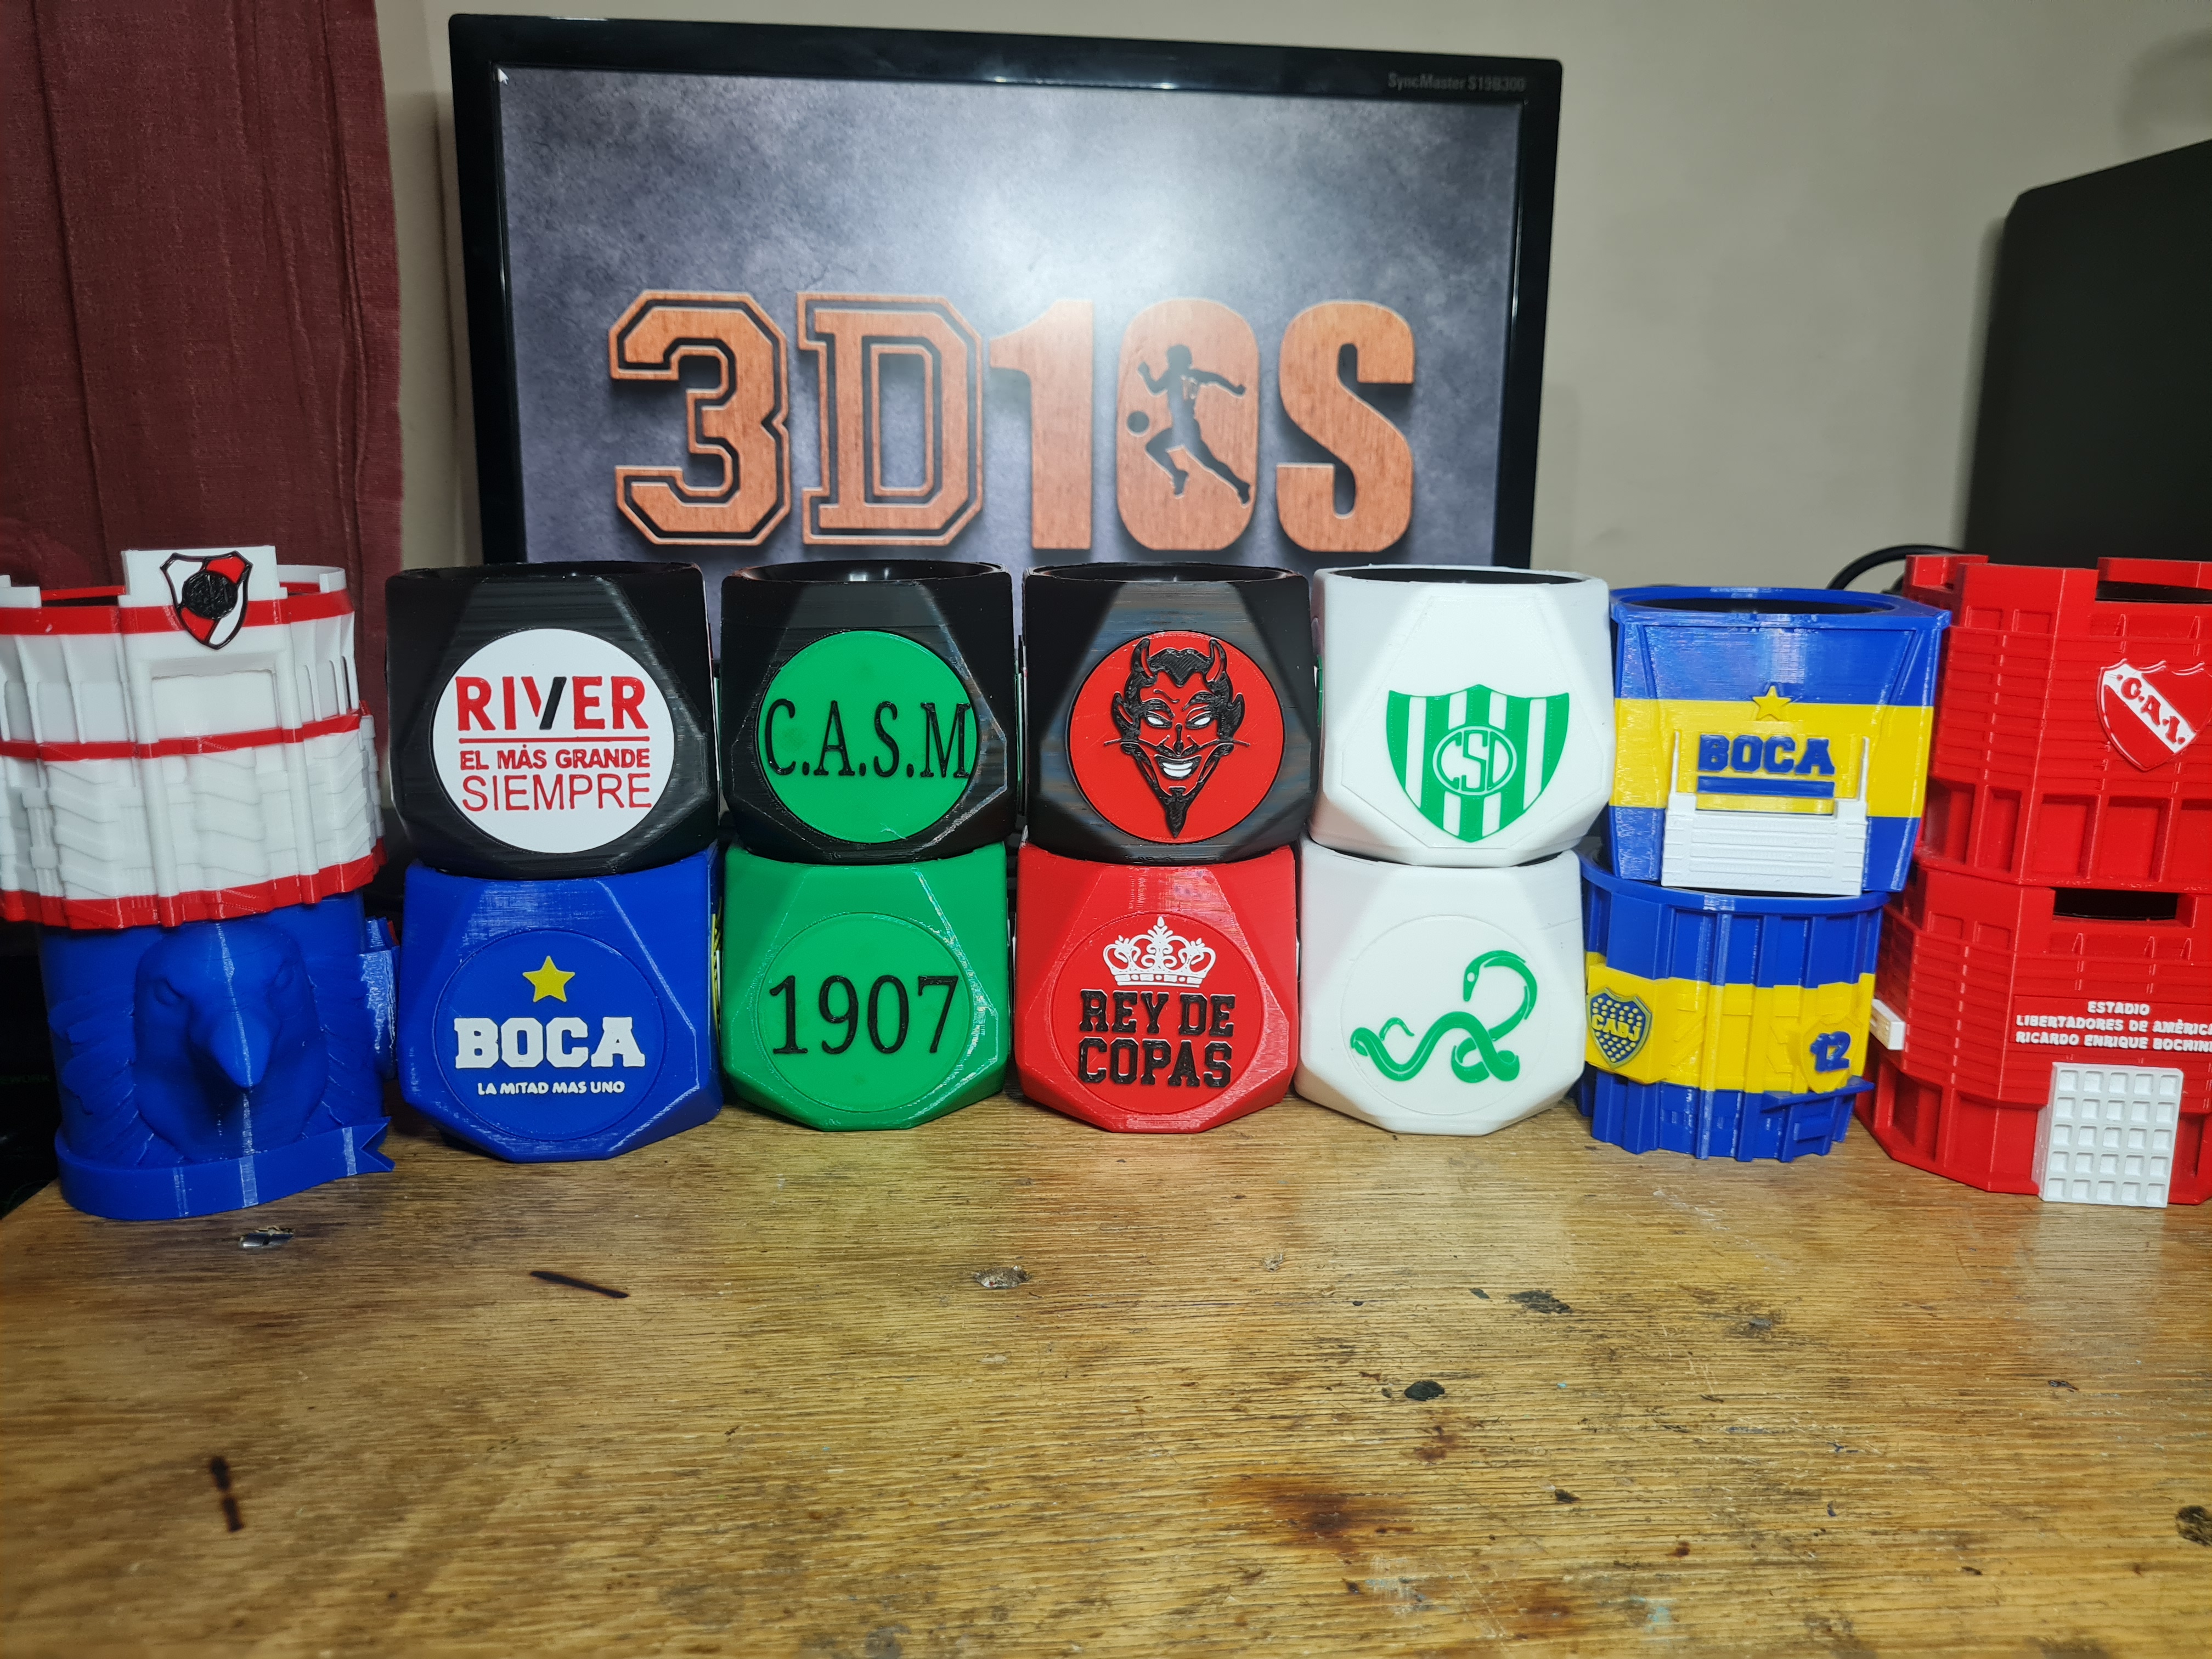 SyncMaster S19B300
3D10S
RIVER
EL MÁS GRANDE
SIEMPRE
C.A.S.M
CSD
BOCA
C.A.I.
BOCA
LA MITAD MAS UNO
1907
REY DE
COPAS
CABJ
12
ESTADIO
LIBERTADORES DE AMÉRICA
RICARDO ENRIQUE BOCHINI